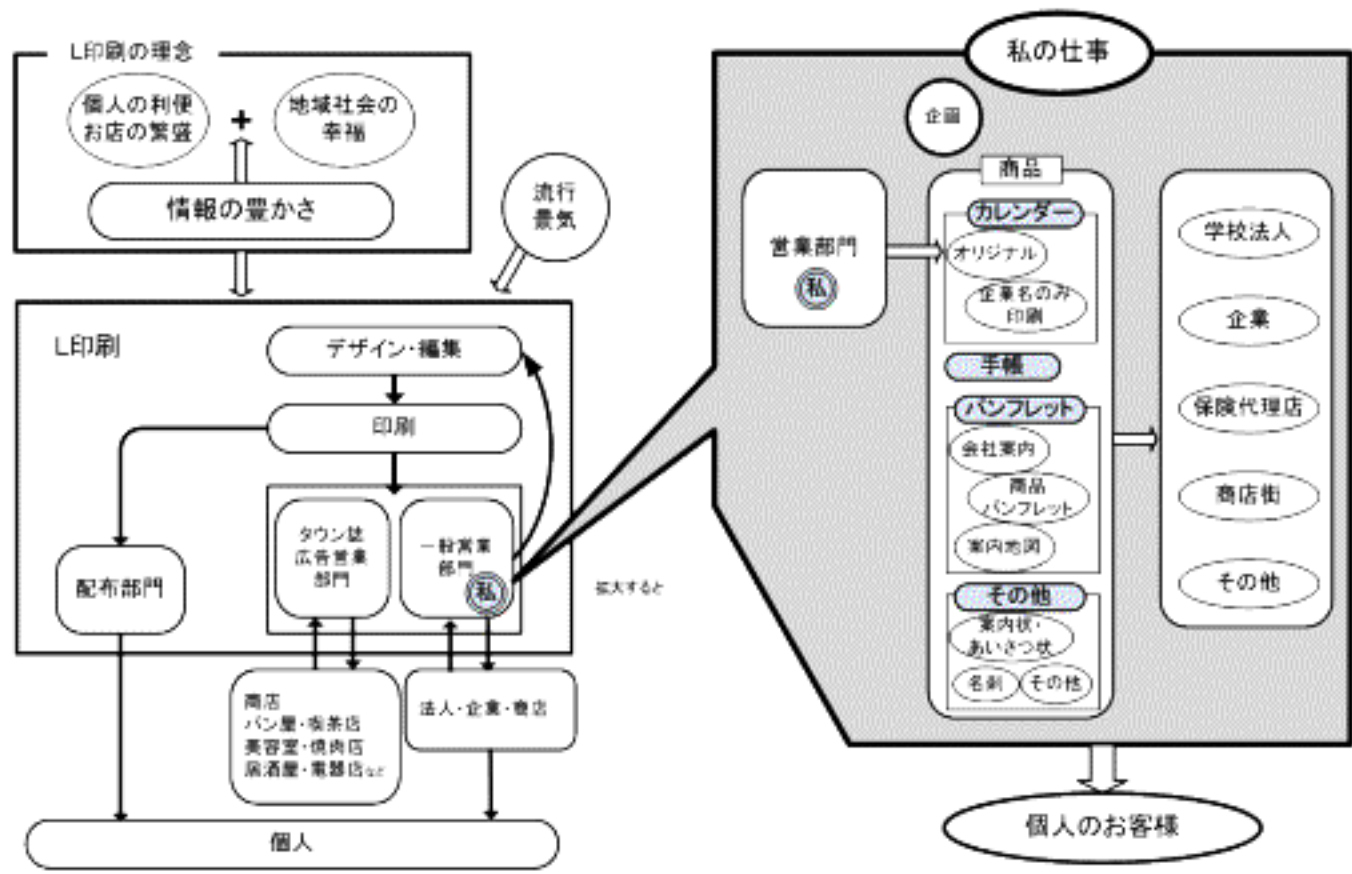 L印刷の理念
個人の利便
お店の繁盛
+
地域社会の
幸福
情報の豊かさ
流行
景気
L印刷
デザイン・編集
印刷
タウン誌
広告営業
部門
一般営業
部門
私
配布部門
拡大すると
商店
パン屋・喫茶店
美容室・焼肉店
居酒屋・電器店など
法人・企業・商店
個人
私の仕事
企画
営業部門
私
商品
カレンダー
オリジナル
企業名のみ
印刷
手帳
パンフレット
会社案内
商品
パンフレット
案内地図
その他
案内状・
あいさつ状
名刺
その他
学校法人
企業
保険代理店
商店街
その他
個人のお客様